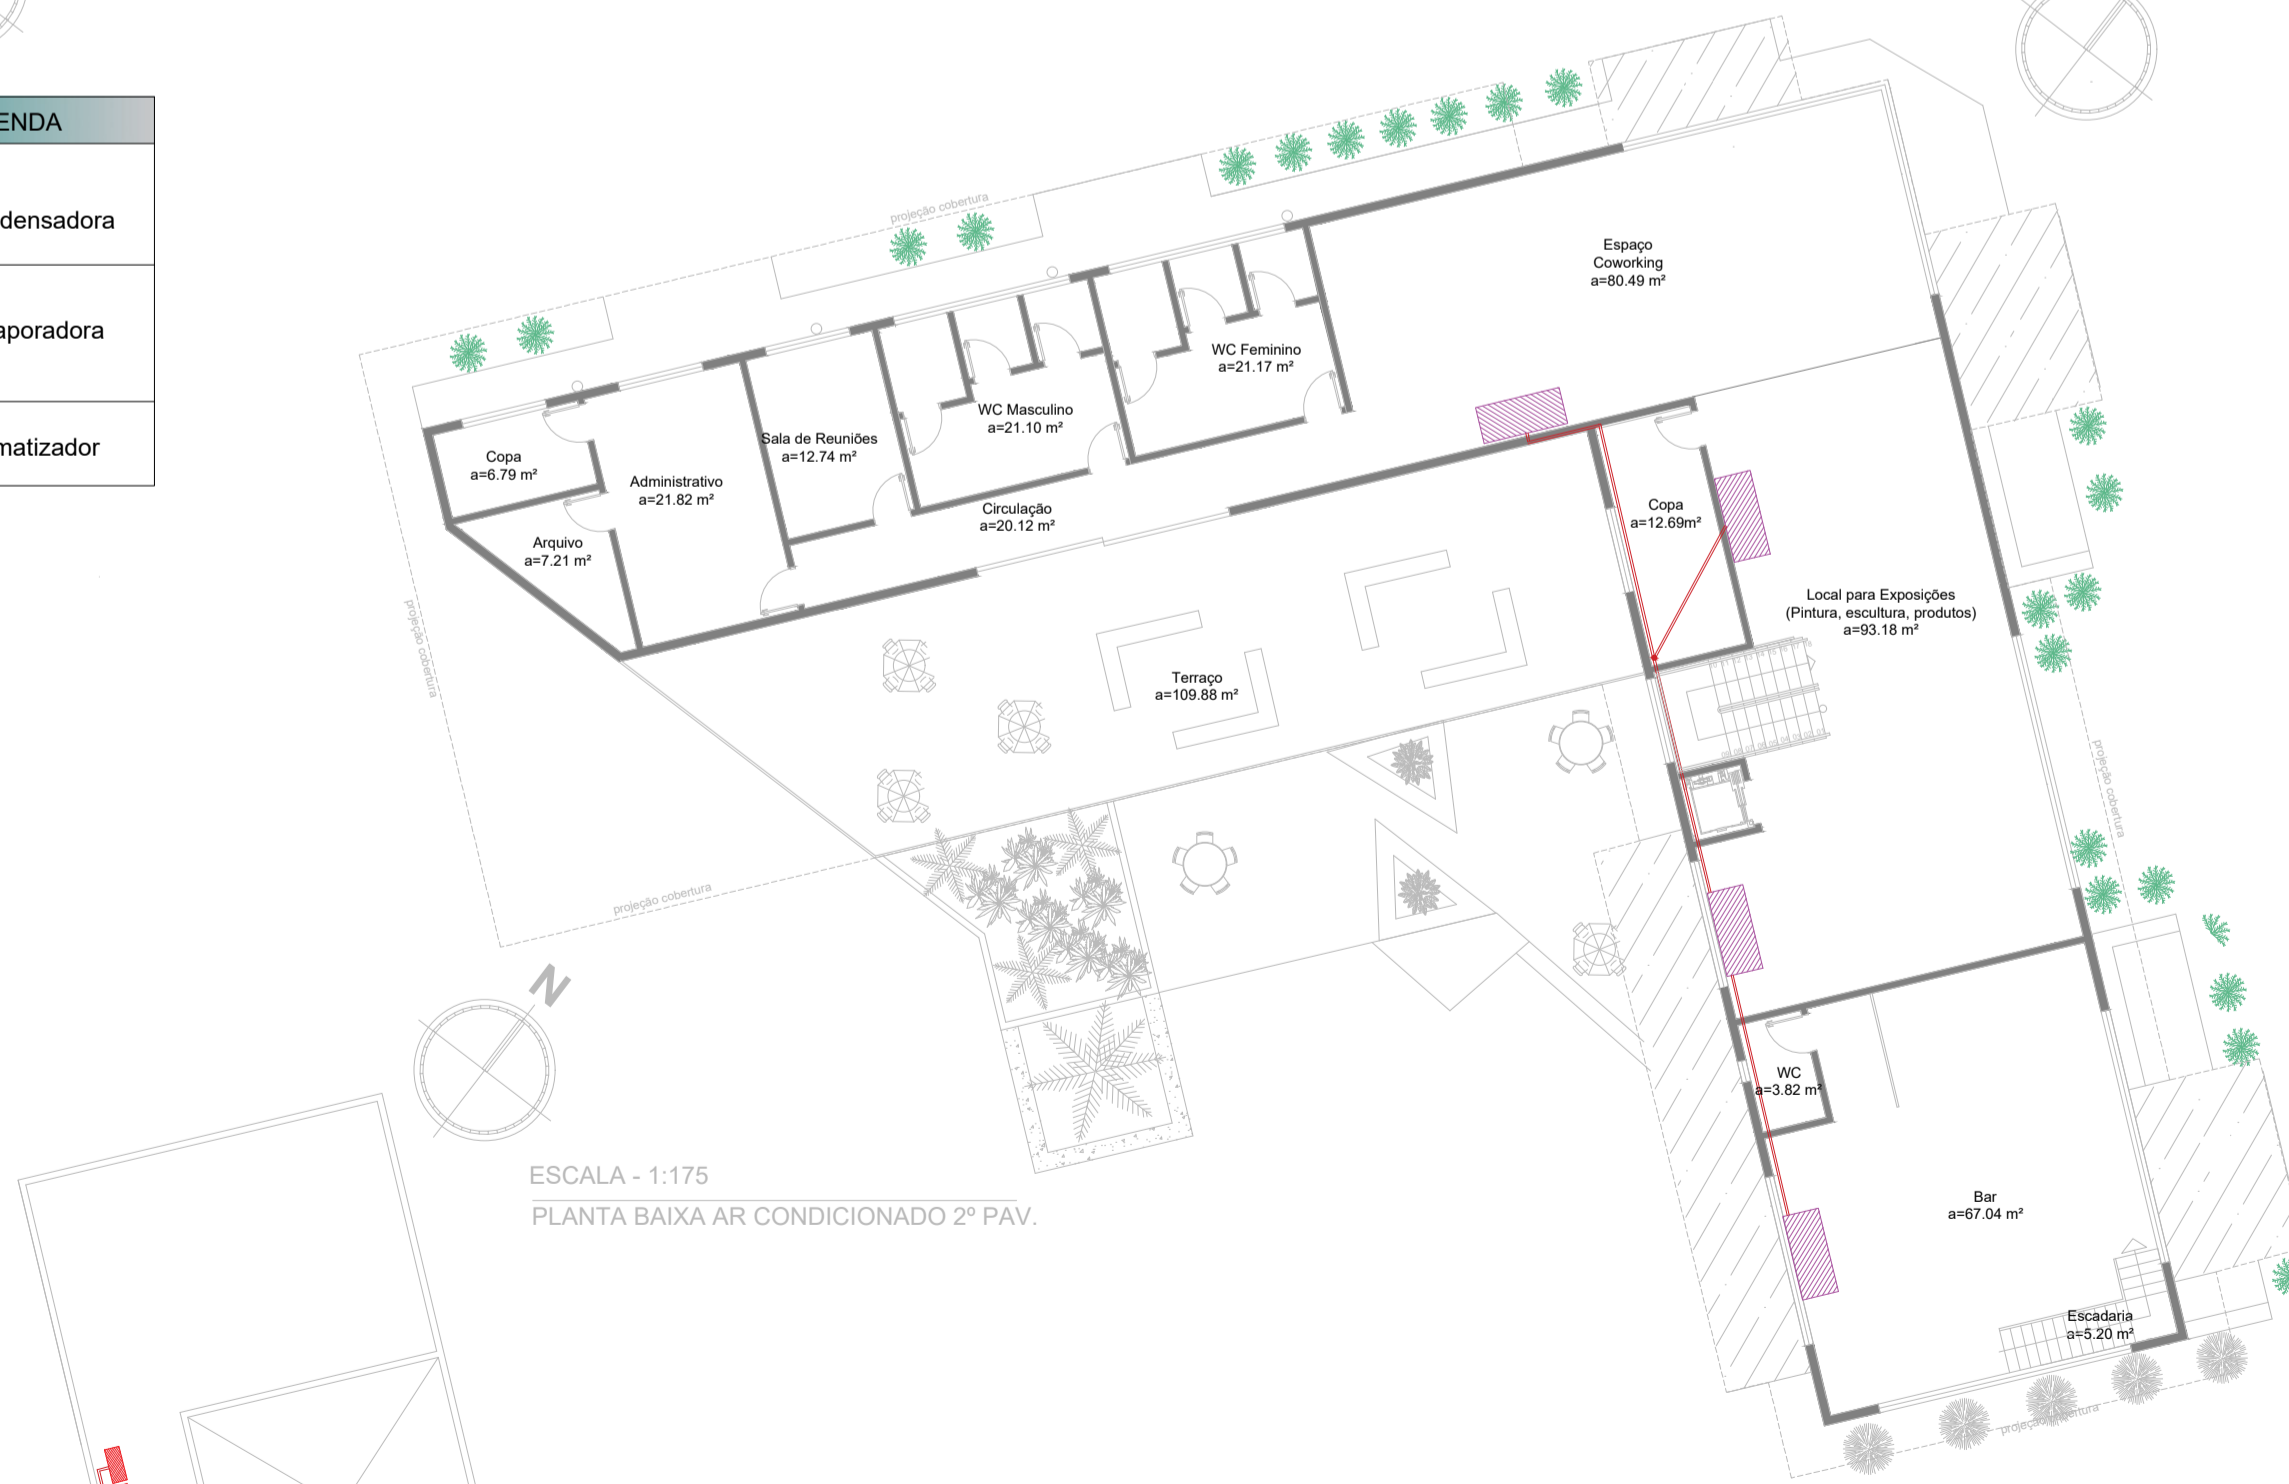 ENDA
densadora
aporadora
matizador
projeção cobertura
Espaço
Coworking
a=80.49 m²
WC Feminino
a=21.17 m²
WC Masculino
a=21.10 m²
Sala de Reuniões
a=12.74 m²
Copa
a=6.79 m²
Administrativo
a=21.82 m²
Circulação
a=20.12 m²
Arquivo
a=7.21 m²
Copa
a=12.69m²
Local para Exposições
(Pintura, escultura, produtos)
a=93.18 m²
projeção cobertura
Terraço
a=109.88 m²
projeção cobertura
projeção cobertura
N
WC
a=3.82 m²
ESCALA - 1:175
PLANTA BAIXA AR CONDICIONADO 2º PAV.
Bar
a=67.04 m²
Escadaria
a=5.20 m²
projeção cobertura